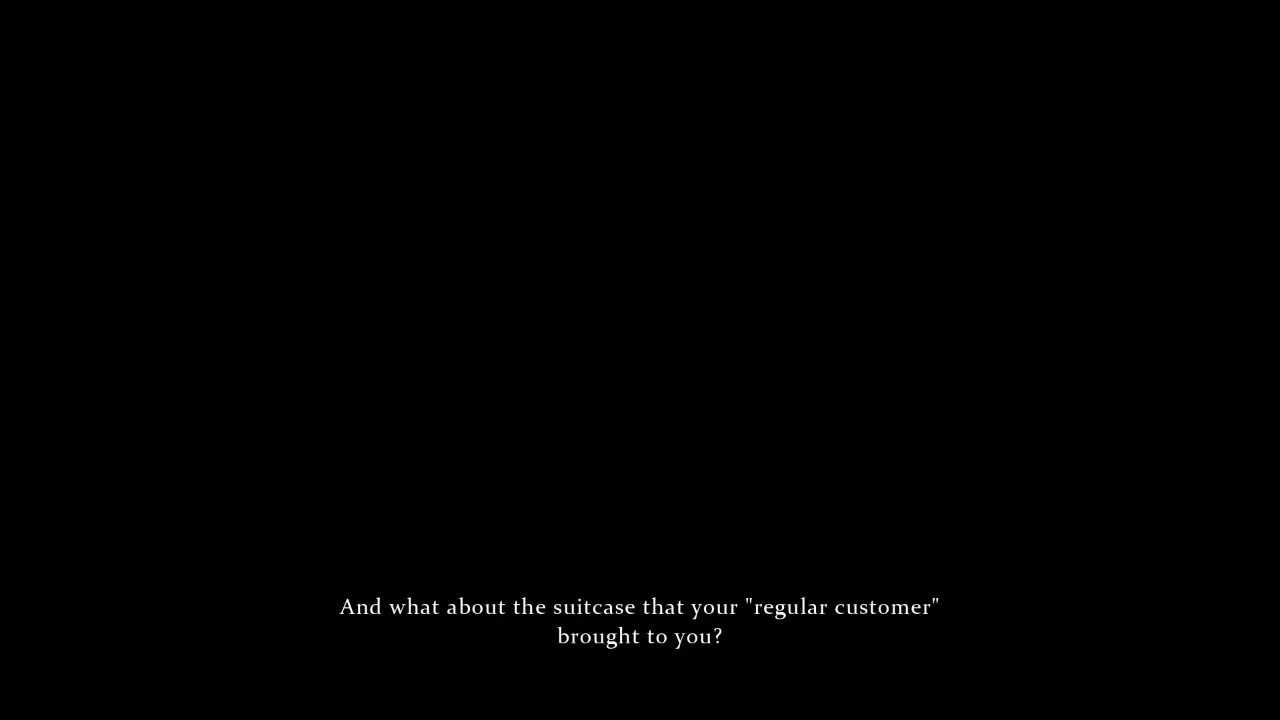 And what about the suitcase that your "regular customer"
brought to you?